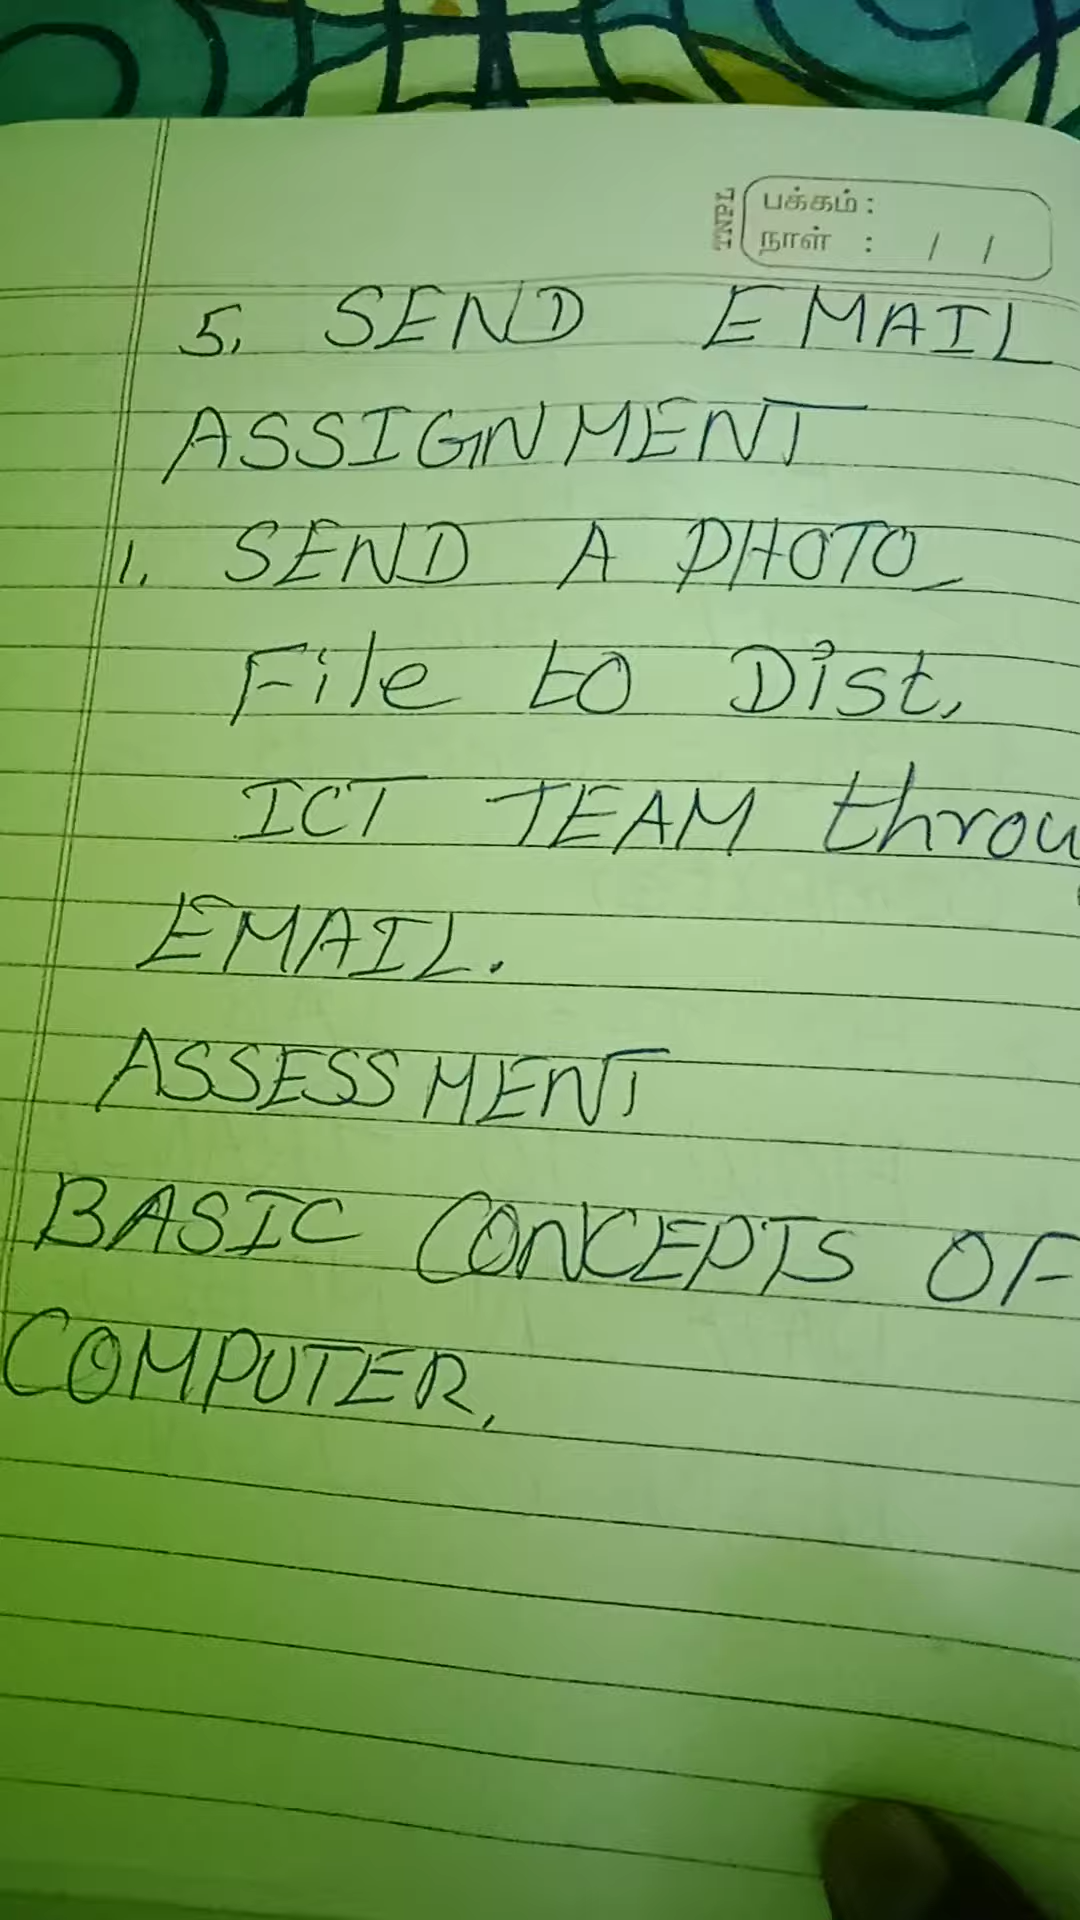 TNPL
பக்கம் :
நாள் : / /
5. SEND EMAIL
ASSIGNMENT
1. SEND A PHOTO
File to Dist,
ICT TEAM throu
EMAIL.
ASSESSMENT
BASIC CONCEPTS OF
COMPUTER.